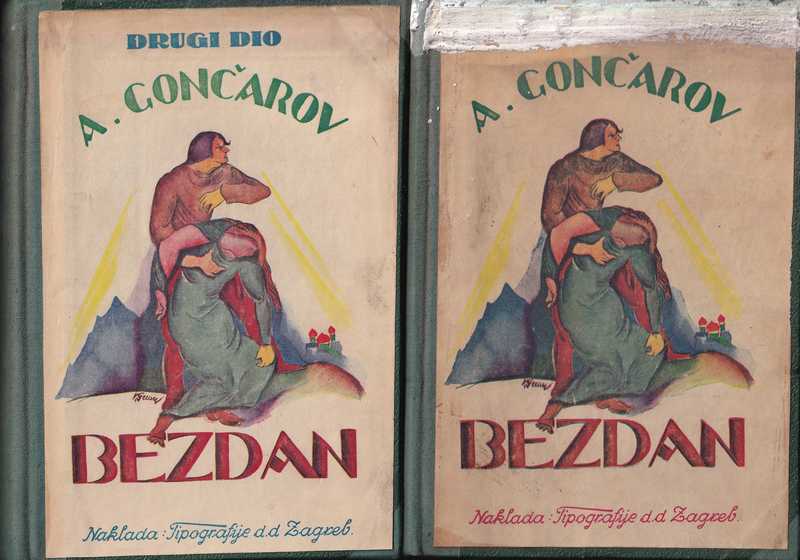 DRUGI DIO
A. GONČAROV
BEZDAN
Naklada: Tipografije d.d Zagreb.
A. GONČAROV
BEZDAN
Naklada: Tipografije d.d Zagreb.